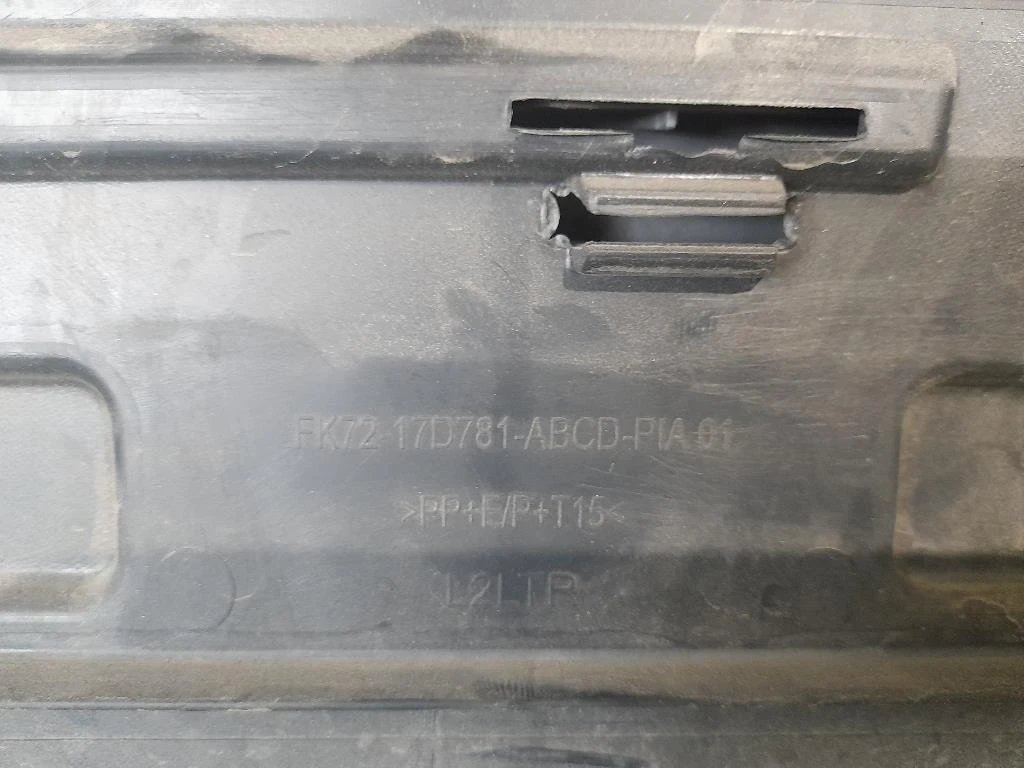 FK72-17D781-ABCD-PIA 01
>PP+E/P+T15<
L2LTP